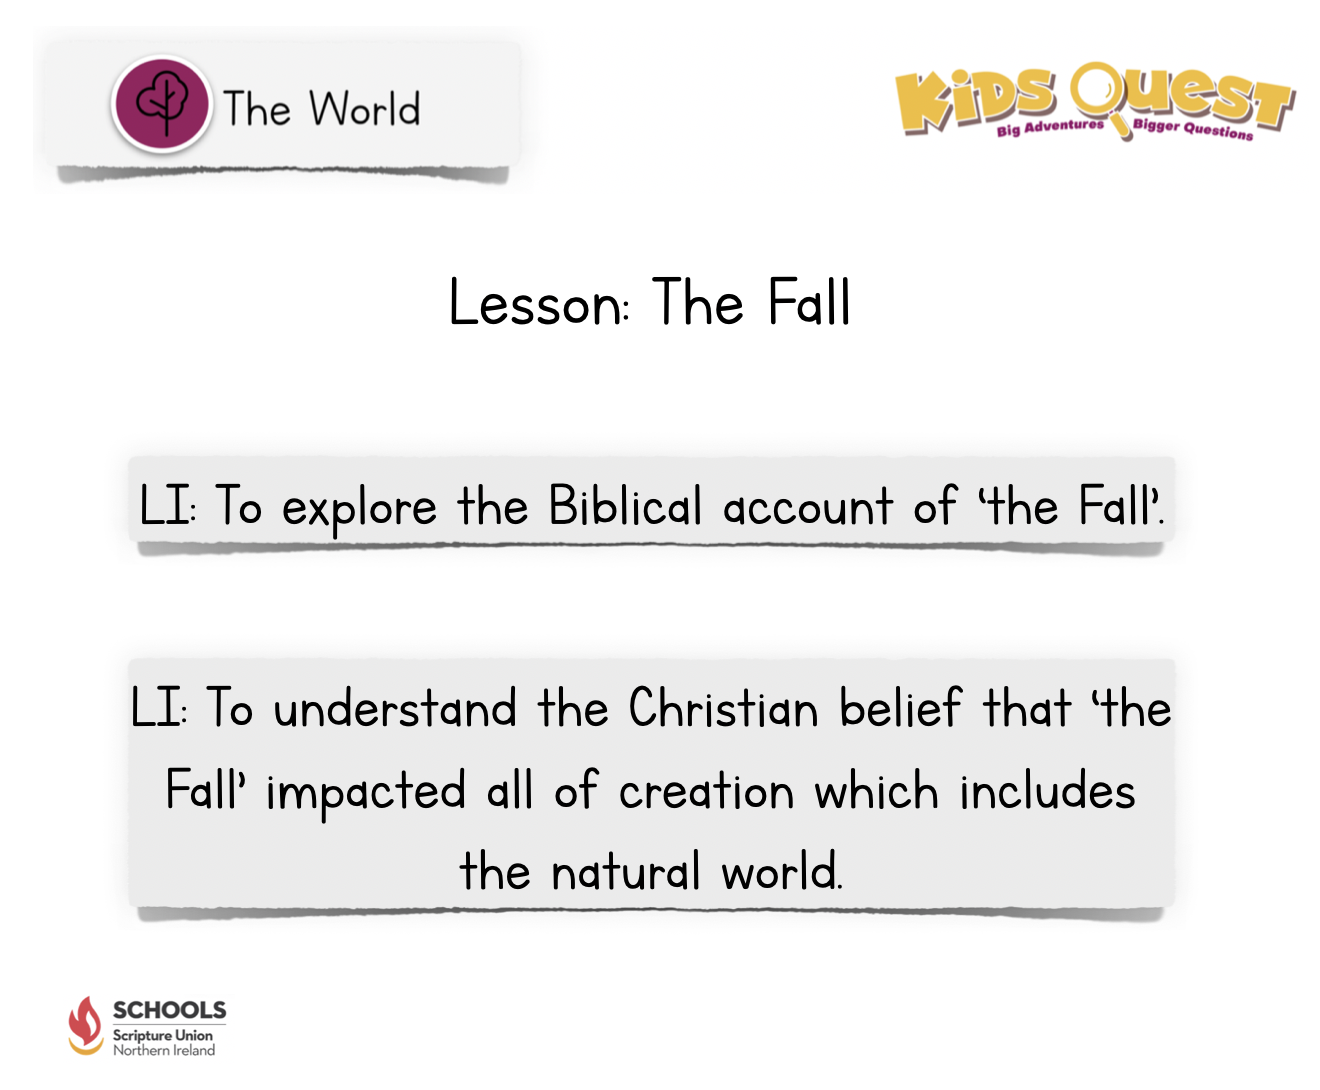 The World
KiDS QUEST
Big Adventures Bigger Questions
Lesson: The Fall
LI: To explore the Biblical account of ‘the Fall’.
LI: To understand the Christian belief that ‘the
Fall’ impacted all of creation which includes
the natural world.
SCHOOLS
Scripture Union
Northern Ireland